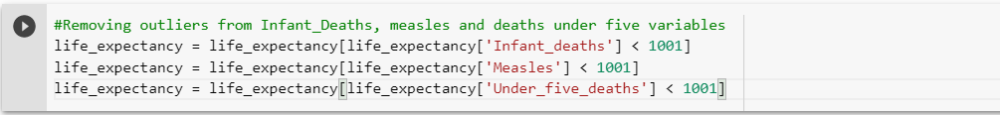 #Removing outliers from Infant_Deaths, measles and deaths under five variables
life_expectancy = life_expectancy[life_expectancy['Infant_deaths'] < 1001]
life_expectancy = life_expectancy[life_expectancy['Measles'] < 1001]
life_expectancy = life_expectancy[life_expectancy['Under_five_deaths'] < 1001]